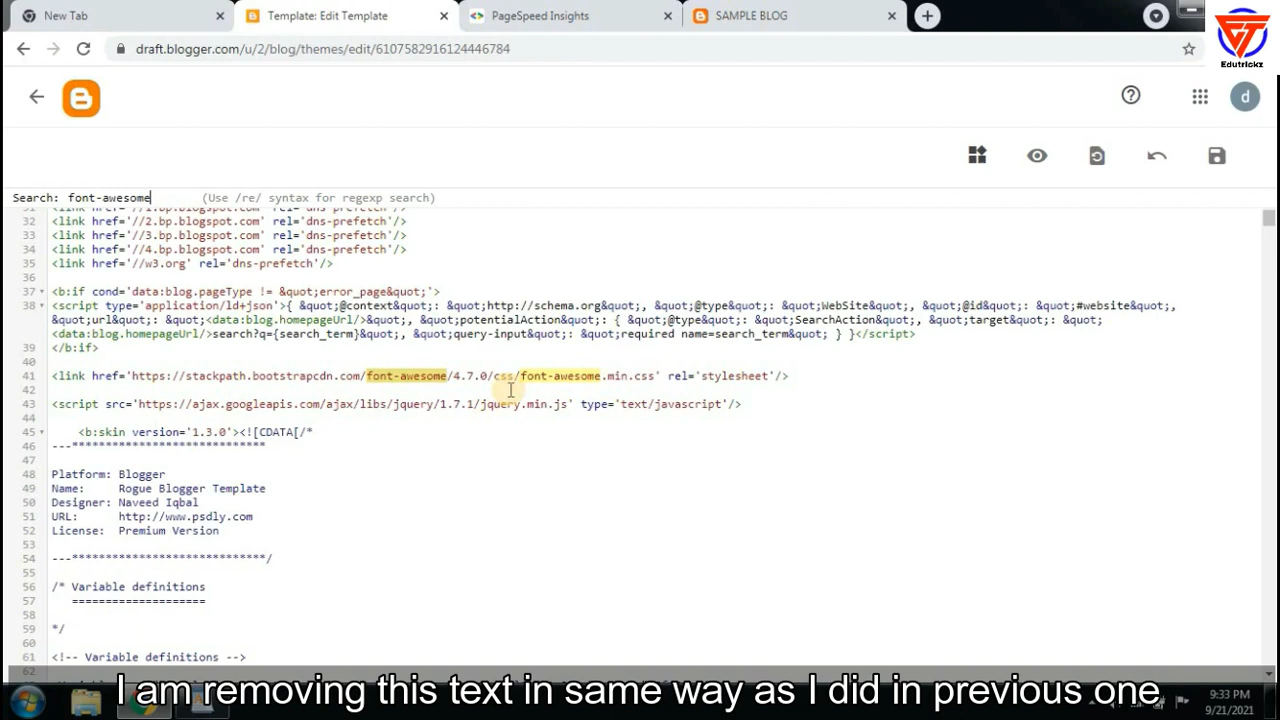 New Tab
Template: Edit Template
PageSpeed Insights
SAMPLE BLOG
draft.blogger.com/u/2/blog/themes/edit/6107582916124446784
Edutrickz
d
Search: font-awesome (Use /re/ syntax for regexp search)
31 <link href='//1.bp.blogspot.com' rel='dns-prefetch'/>
32 <link href='//2.bp.blogspot.com' rel='dns-prefetch'/>
33 <link href='//3.bp.blogspot.com' rel='dns-prefetch'/>
34 <link href='//4.bp.blogspot.com' rel='dns-prefetch'/>
35 <link href='//w3.org' rel='dns-prefetch'/>
36
37 <b:if cond='data:blog.pageType != &quot;error_page&quot;'>
38 <script type='application/ld+json'>{ &quot;@context&quot;: &quot;http://schema.org&quot;, &quot;@type&quot;: &quot;WebSite&quot;, &quot;@id&quot;: &quot;#website&quot;,
&quot;url&quot;: &quot;<data:blog.homepageUrl/>&quot;, &quot;potentialAction&quot;: { &quot;@type&quot;: &quot;SearchAction&quot;, &quot;target&quot;: &quot;
<data:blog.homepageUrl/>search?q={search_term}&quot;, &quot;query-input&quot;: &quot;required name=search_term&quot; } }</script>
39 </b:if>
40
41 <link href='https://stackpath.bootstrapcdn.com/font-awesome/4.7.0/css/font-awesome.min.css' rel='stylesheet'/>
42
43 <script src='https://ajax.googleapis.com/ajax/libs/jquery/1.7.1/jquery.min.js' type='text/javascript'/>
44
45 <b:skin version='1.3.0'><![CDATA[/*
46 ---*****************************
47
48 Platform: Blogger
49 Name: Rogue Blogger Template
50 Designer: Naveed Iqbal
51 URL: http://www.psdly.com
52 License: Premium Version
53
54 ---*****************************/
55
56 /* Variable definitions
57 ====================
58
59 */
60
61 <!-- Variable definitions -->
62
I am removing this text in same way as I did in previous one
9:33 PM
9/21/2021